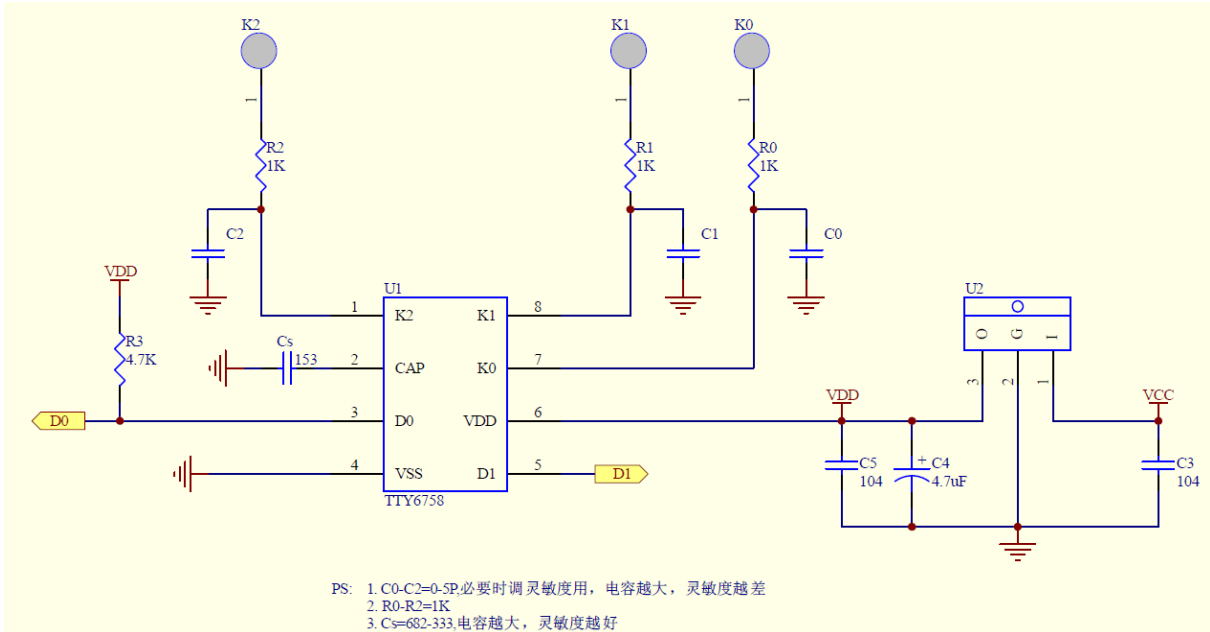 K2
K1
K0
1
1
1
R2
1K
R1
1K
R0
1K
C2
C1
C0
VDD
R3
4.7K
U1
1
K2
K1
8
Cs
153
2
CAP
K0
7
D0
3
D0
VDD
6
4
VSS
D1
5
D1
TTY6758
U2
O
G
I
3
2
1
VDD
VCC
C5
104
+
C4
4.7uF
C3
104
PS: 1. C0-C2=0-5P,必要时调灵敏度用，电容越大，灵敏度越差
2. R0-R2=1K
3. Cs=682-333,电容越大，灵敏度越好